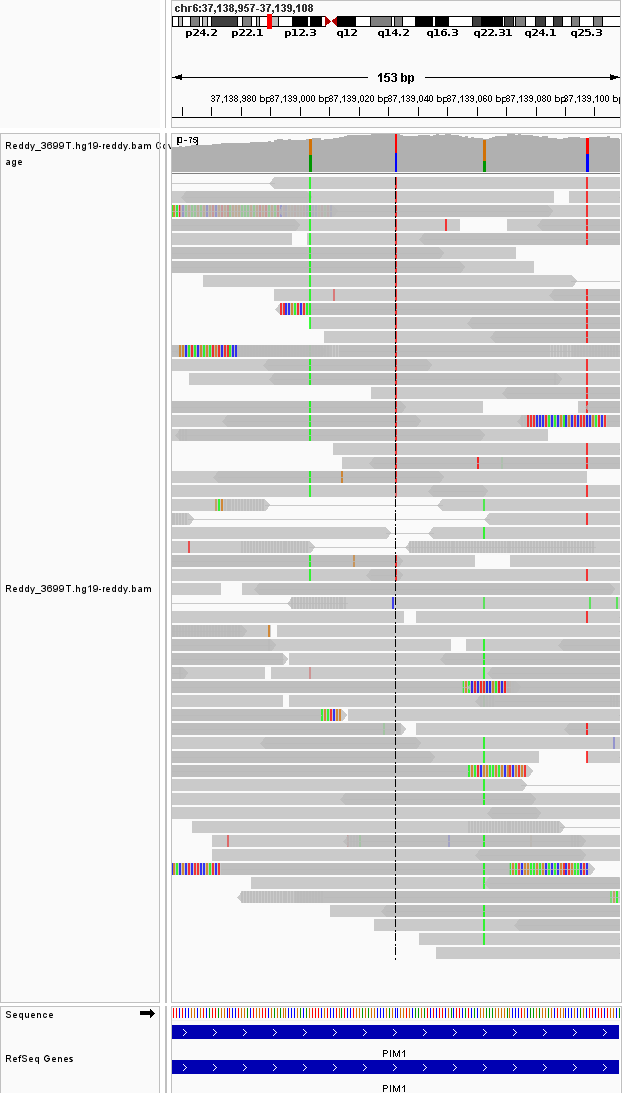 chr6:37,138,957-37,139,108
p24.2 p22.1 p12.3 q12 q14.2 q16.3 q22.31 q24.1 q25.3
153 bp
37,138,980 bp 37,139,000 bp 37,139,020 bp 37,139,040 bp 37,139,060 bp 37,139,080 bp 37,139,100 bp
Reddy_3699T.hg19-reddy.bam Cov
age
Reddy_3699T.hg19-reddy.bam
Sequence
PIM1
RefSeq Genes
PIM1